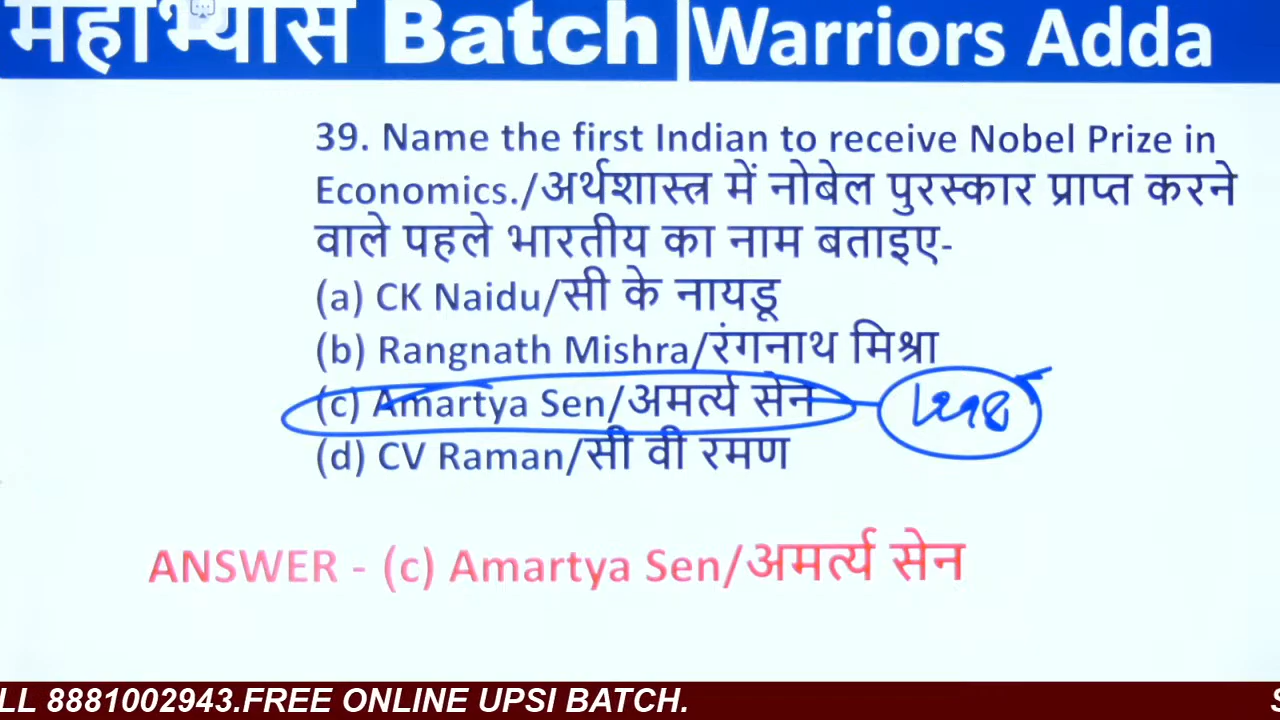 महाभ्यास Batch Warriors Adda
39. Name the first Indian to receive Nobel Prize in
Economics./अर्थशास्त्र में नोबेल पुरस्कार प्राप्त करने
वाले पहले भारतीय का नाम बताइए-
(a) CK Naidu/सी के नायडू
(b) Rangnath Mishra/रंगनाथ मिश्रा
(c) Amartya Sen/अमर्त्य सेन
(d) CV Raman/सी वी रमण
ANSWER - (c) Amartya Sen/अमर्त्य सेन
LL 8881002943.FREE ONLINE UPSI BATCH.